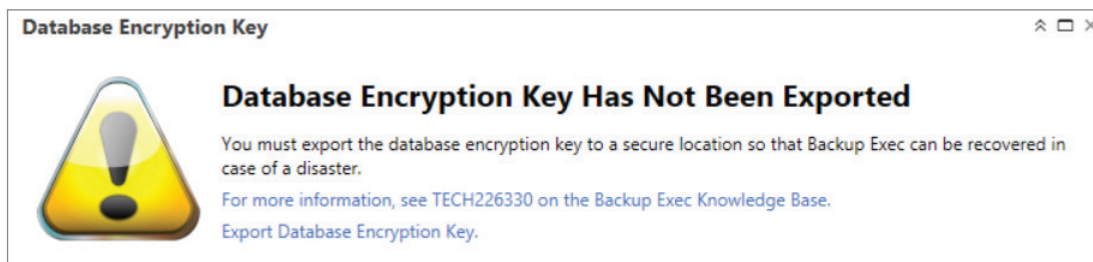 Database Encryption Key
Database Encryption Key Has Not Been Exported
You must export the database encryption key to a secure location so that Backup Exec can be recovered in
case of a disaster.
For more information, see TECH226330 on the Backup Exec Knowledge Base.
Export Database Encryption Key.